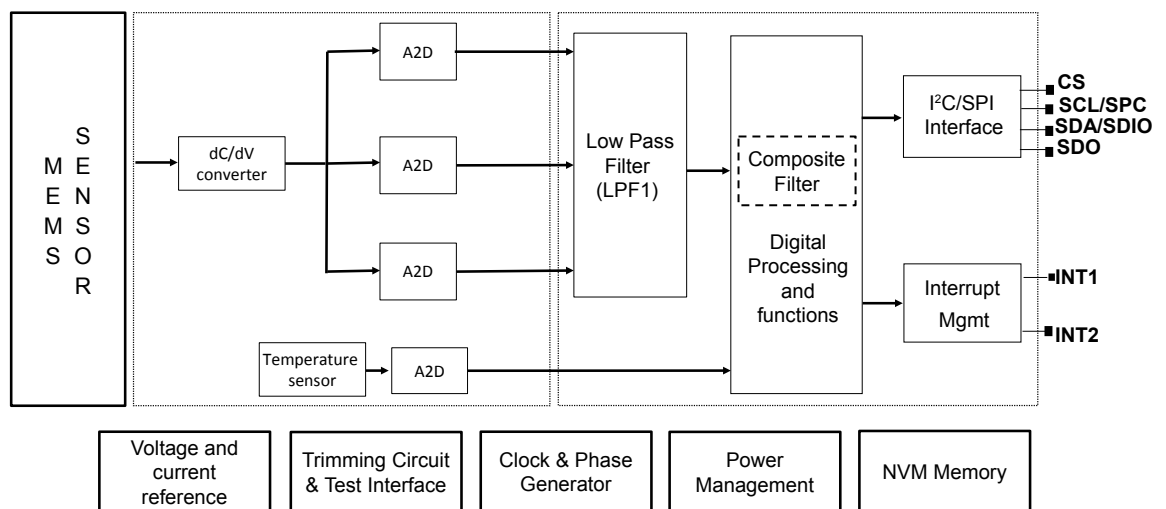 MEMS
SENSOR
dC/dV
converter
A2D
A2D
A2D
Temperature
sensor
A2D
Low Pass
Filter
(LPF1)
Composite
Filter
Digital
Processing
and
functions
I²C/SPI
Interface
CS
SCL/SPC
SDA/SDIO
SDO
Interrupt
Mgmt
INT1
INT2
Voltage and
current
reference
Trimming Circuit
& Test Interface
Clock & Phase
Generator
Power
Management
NVM Memory